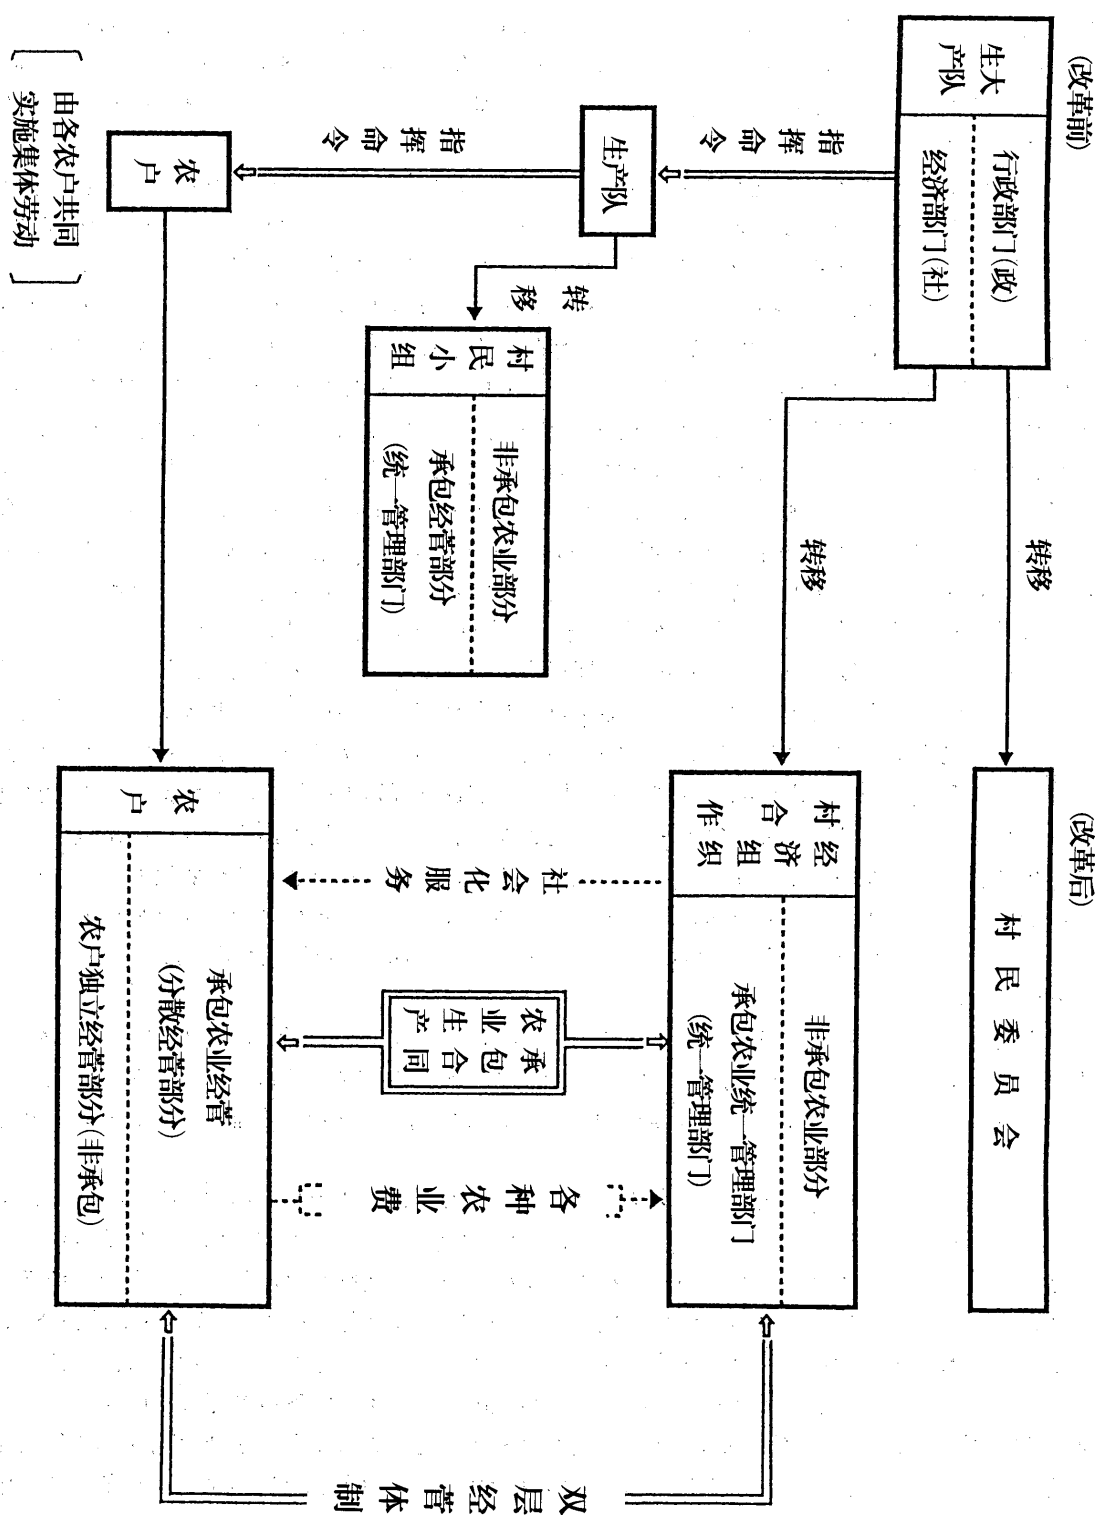 (改革前)
(改革后)
生大
产队
行政部门(政)
经济部门(社)
转移
村民委员会
转移
指挥命令
生产队
转移
村民小组
非承包农业部分
承包经营部分
(统一管理部门)
村经
合济
作组
织
非承包农业部分
承包农业统一管理部门
(统一管理部门)
指挥命令
农户
由各农户共同
实施集体劳动
社会化服务
农承
业包
生合
产同
各种农业费
农户
承包农业经营
(分散经营部分)
农户独立经营部分(非承包)
双层经营体制